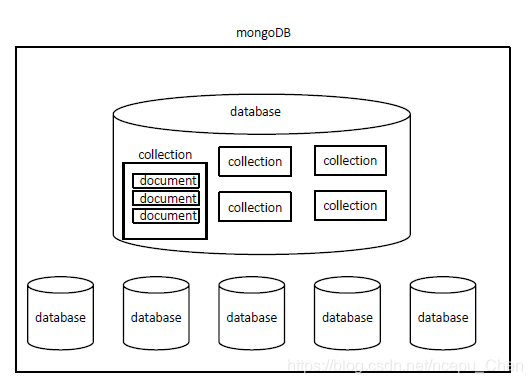 mongoDB
database
collection
collection
collection
document
document
document
collection
collection
database
database
database
database
database
https://blog.csdn.net/ncepu_Chan